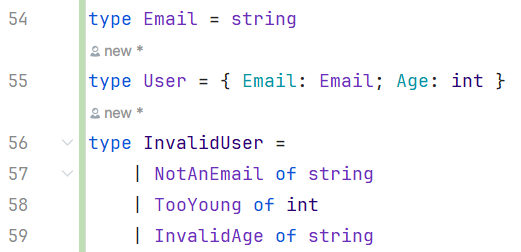 54 type Email = string
new *
55 type User = { Email: Email; Age: int }
new *
56 type InvalidUser =
57 | NotAnEmail of string
58 | TooYoung of int
59 | InvalidAge of string